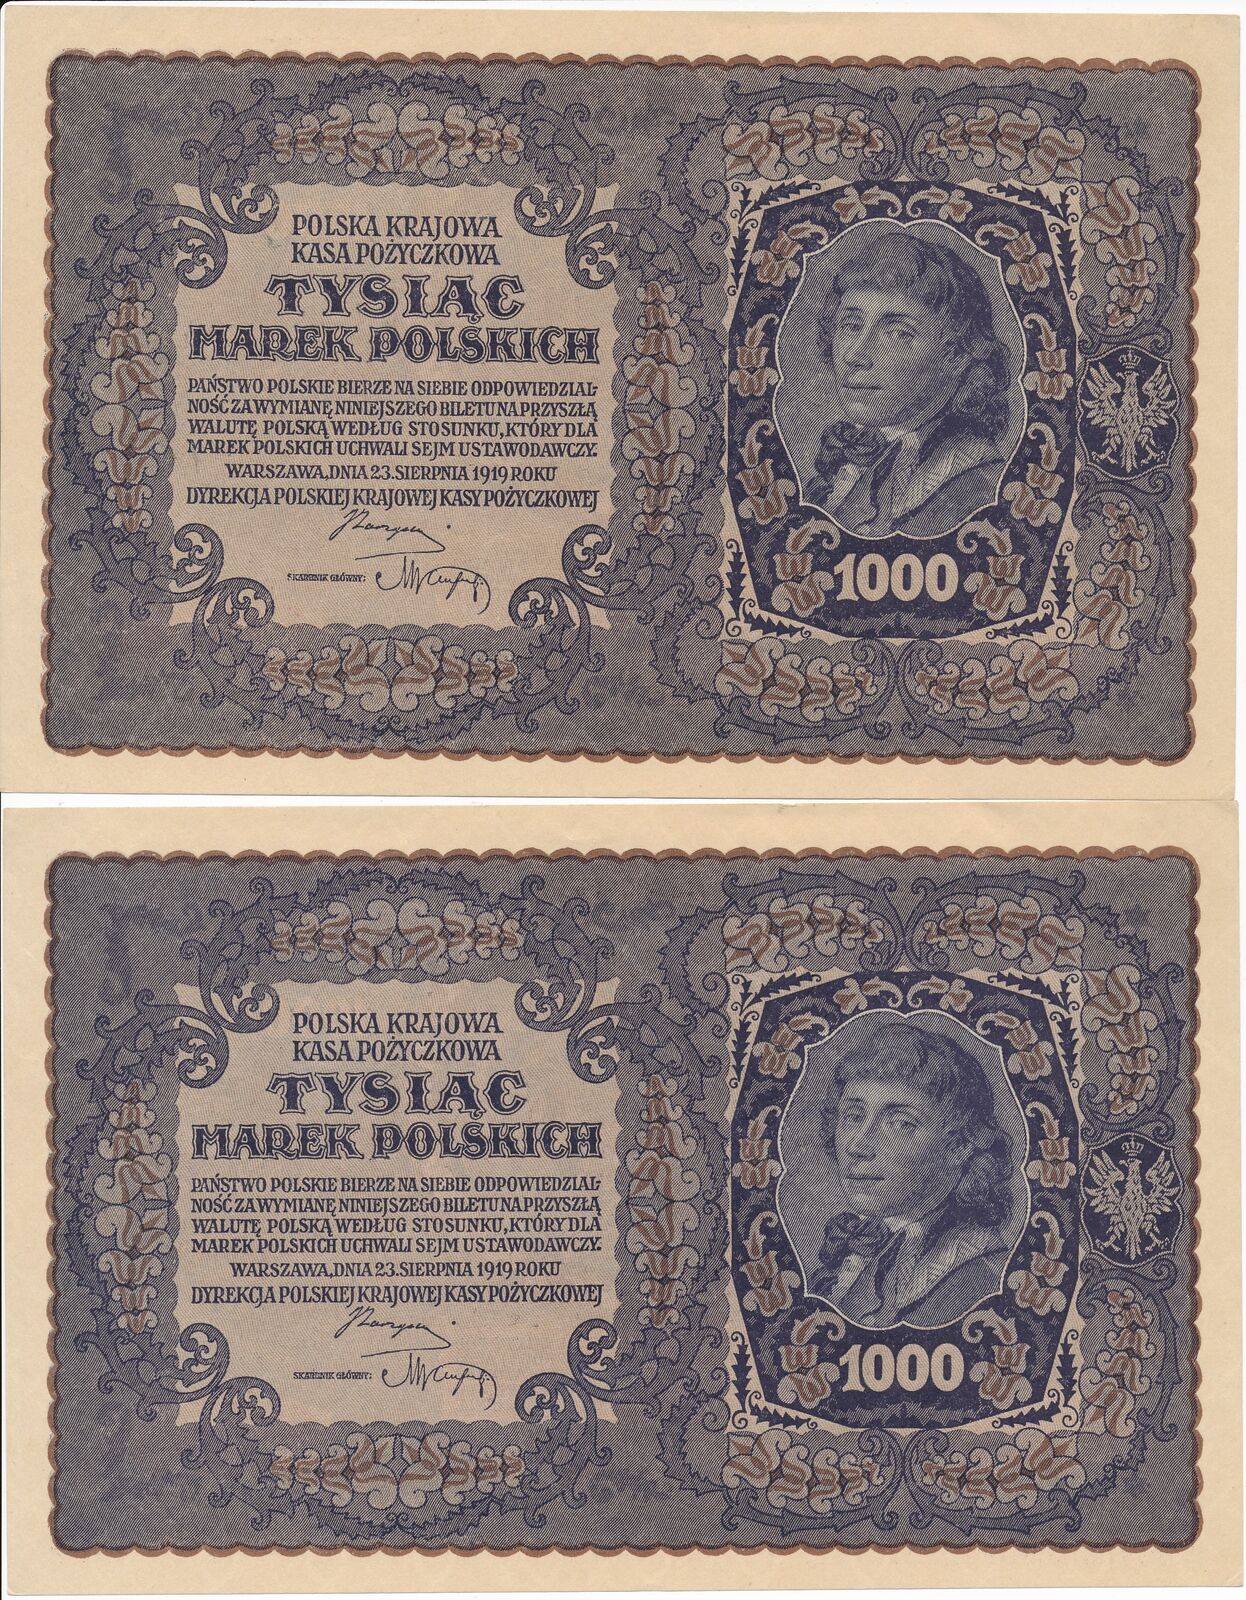 POLSKA KRAJOWA
KASA POŻYCZKOWA
TYSIĄC
MAREK POLSKICH
PAŃSTWO POLSKIE BIERZE NA SIEBIE ODPOWIEDZIAL-
NOŚĆ ZA WYMIANĘ NINIEJSZEGO BILETU NA PRZYSZŁĄ
WALUTĘ POLSKĄ WEDŁUG STOSUNKU, KTÓRY DLA
MAREK POLSKICH UCHWALI SEJM USTAWODAWCZY.
WARSZAWA, DNIA 23. SIERPNIA 1919 ROKU
DYREKCJA POLSKIEJ KRAJOWEJ KASY POŻYCZKOWEJ
SKARBNIK GŁÓWNY:
1000
POLSKA KRAJOWA
KASA POŻYCZKOWA
TYSIĄC
MAREK POLSKICH
PAŃSTWO POLSKIE BIERZE NA SIEBIE ODPOWIEDZIAL-
NOŚĆ ZA WYMIANĘ NINIEJSZEGO BILETU NA PRZYSZŁĄ
WALUTĘ POLSKĄ WEDŁUG STOSUNKU, KTÓRY DLA
MAREK POLSKICH UCHWALI SEJM USTAWODAWCZY.
WARSZAWA, DNIA 23. SIERPNIA 1919 ROKU
DYREKCJA POLSKIEJ KRAJOWEJ KASY POŻYCZKOWEJ
SKARBNIK GŁÓWNY:
1000